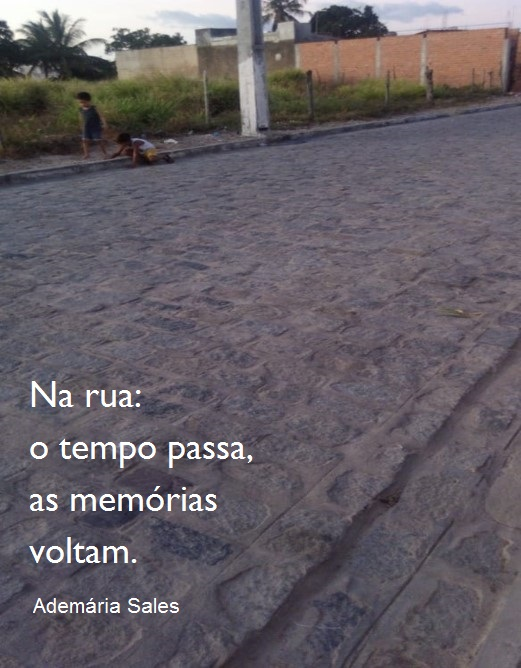 Na rua:
o tempo passa,
as memórias
voltam.
Ademária Sales